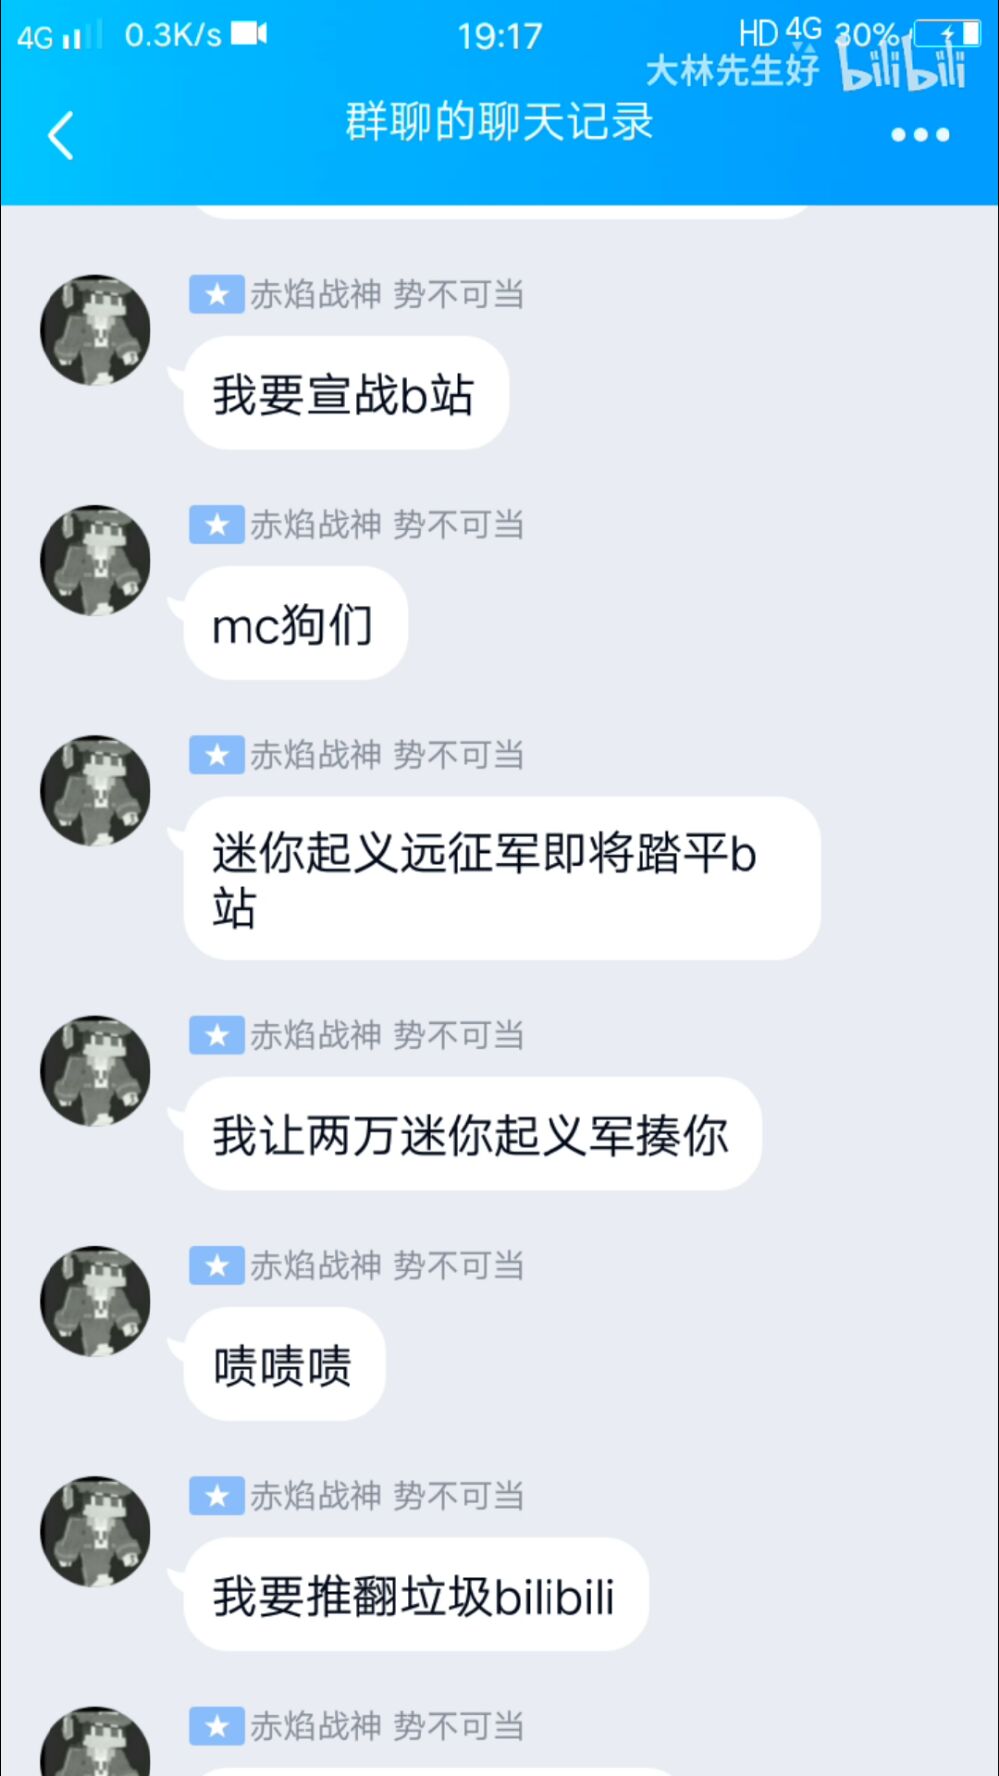 4G 0.3K/s 19:17 HD 4G 30%
大林先生好 bilibili
群聊的聊天记录
赤焰战神 势不可当
我要宣战b站
赤焰战神 势不可当
mc狗们
赤焰战神 势不可当
迷你起义远征军即将踏平b
站
赤焰战神 势不可当
我让两万迷你起义军揍你
赤焰战神 势不可当
啧啧啧
赤焰战神 势不可当
我要推翻垃圾bilibili
赤焰战神 势不可当